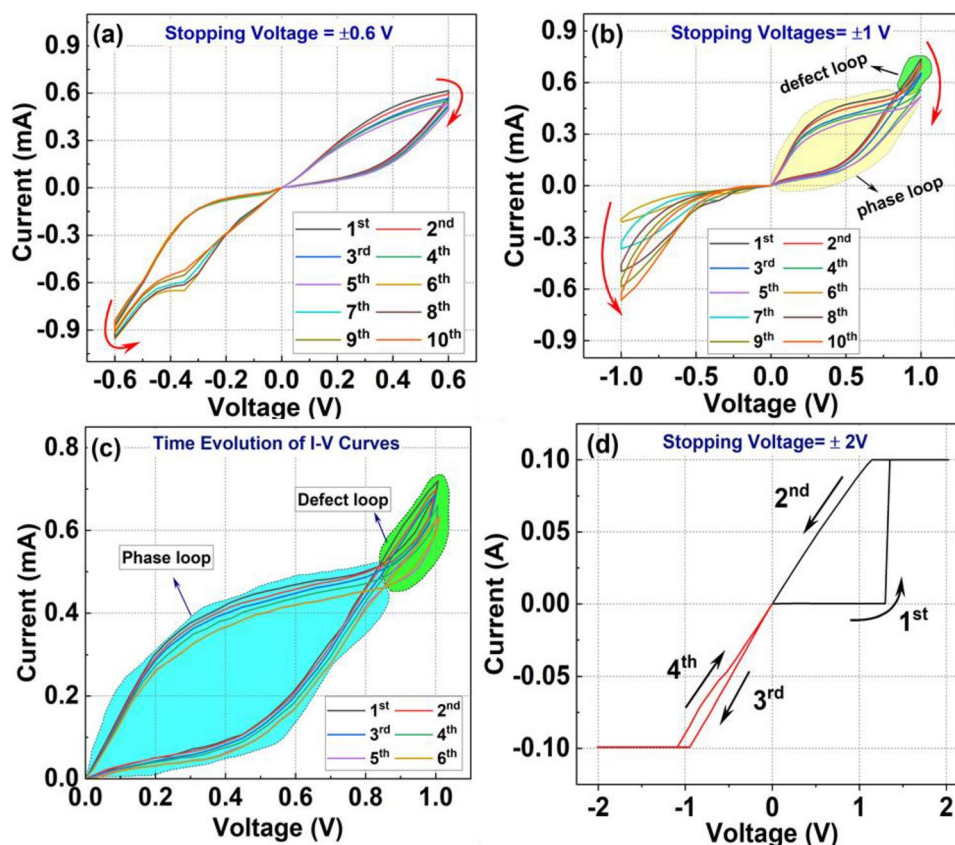 (a)
Stopping Voltage = ±0.6 V
Current (mA)
0.9
0.6
0.3
0.0
-0.3
-0.6
-0.9
1st 2nd
3rd 4th
5th 6th
7th 8th
9th 10th
-0.6 -0.4 -0.2 0.0 0.2 0.4 0.6
Voltage (V)
(b)
Stopping Voltages= ±1 V
defect loop
phase loop
Current (mA)
0.9
0.6
0.3
0.0
-0.3
-0.6
-0.9
1st 2nd
3rd 4th
5th 6th
7th 8th
9th 10th
-1.0 -0.5 0.0 0.5 1.0
Voltage (V)
(c)
Time Evolution of I-V Curves
Defect loop
Phase loop
Current (mA)
0.8
0.6
0.4
0.2
0.0
1st 2nd
3rd 4th
5th 6th
0.0 0.2 0.4 0.6 0.8 1.0
Voltage (V)
(d)
Stopping Voltage= ± 2V
2nd
1st
4th
3rd
Current (A)
0.10
0.05
0.00
-0.05
-0.10
-2 -1 0 1 2
Voltage (V)